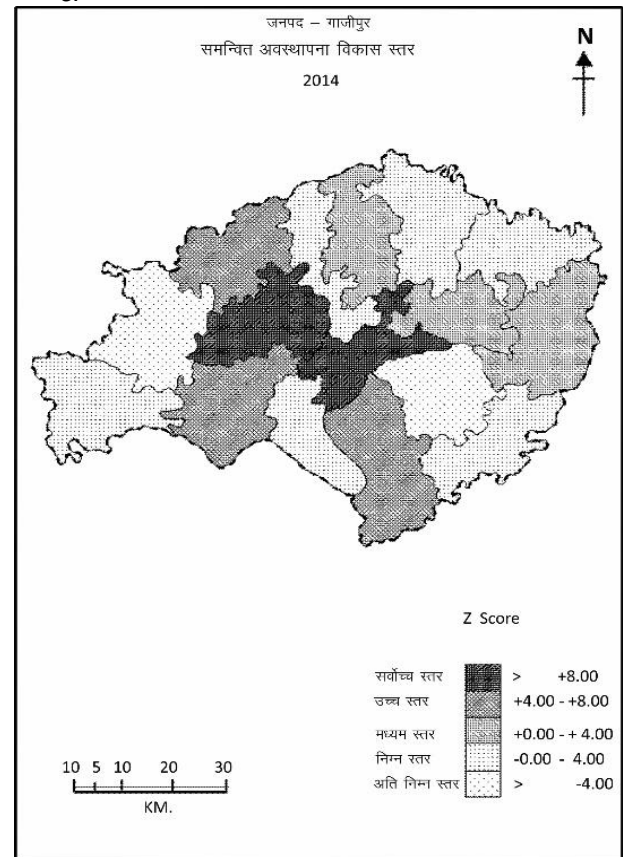 जनपद – गाजीपुर
समन्वित अवस्थापना विकास स्तर
2014
N
Z Score
सर्वोच्च स्तर > +8.00
उच्च स्तर +4.00 - +8.00
मध्यम स्तर +0.00 - + 4.00
निम्न स्तर -0.00 - 4.00
अति निम्न स्तर > -4.00
10 5 10 20 30
KM.